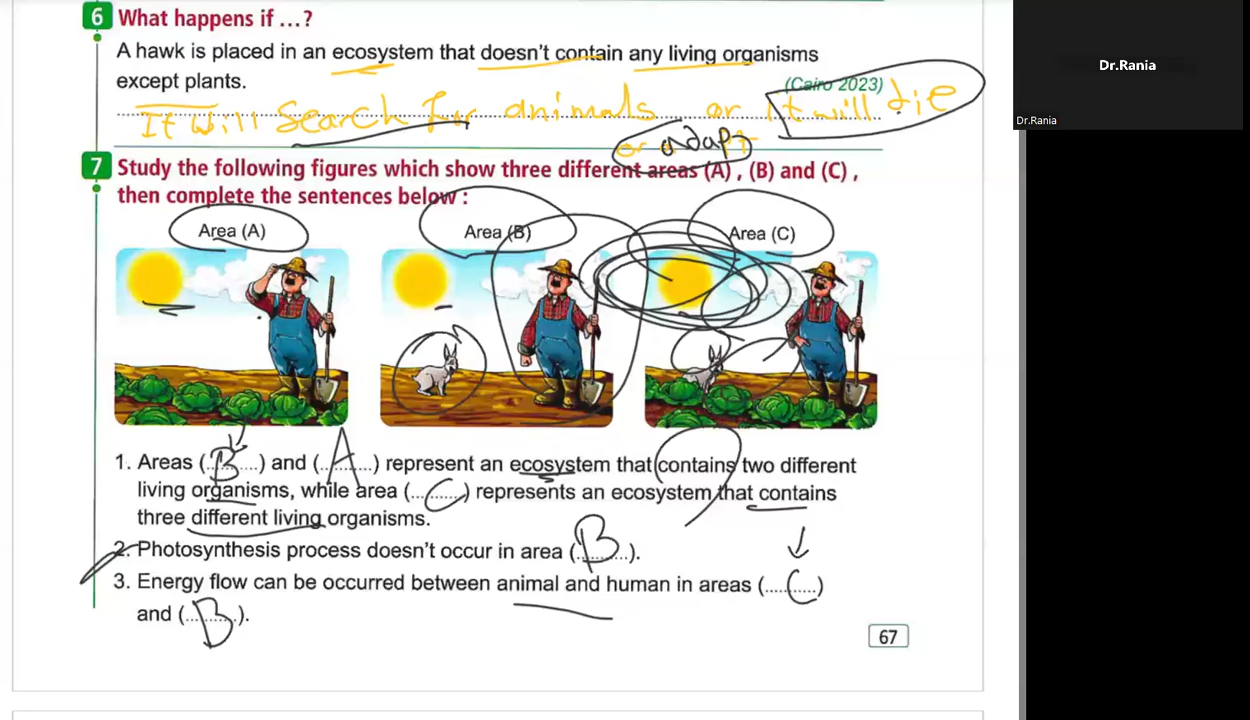 6 What happens if ...?
A hawk is placed in an ecosystem that doesn't contain any living organisms
except plants.
(Cairo 2023)
It will search for animals or it will die
or adapt
7 Study the following figures which show three different areas (A) , (B) and (C) ,
then complete the sentences below :
Area (A) Area (B) Area (C)
1. Areas (..B..) and (..A..) represent an ecosystem that contains two different
living organisms, while area (...C...) represents an ecosystem that contains
three different living organisms.
2. Photosynthesis process doesn't occur in area (..B..).
3. Energy flow can be occurred between animal and human in areas (....C....)
and (..B..).
67
Dr.Rania
Dr.Rania